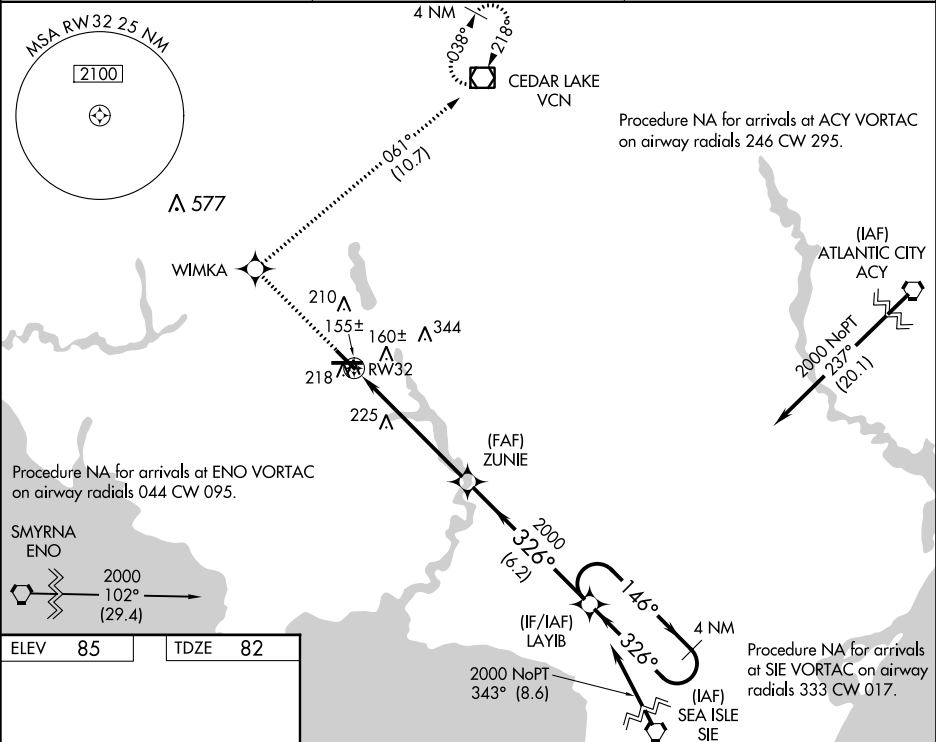 MSA RW32 25 NM
2100
4 NM
038°
218°
CEDAR LAKE
VCN
Procedure NA for arrivals at ACY VORTAC
on airway radials 246 CW 295.
061°
(10.7)
577
WIMKA
(IAF)
ATLANTIC CITY
ACY
2000 NoPT
237°
(20.1)
210
155±
160±
344
218
RW32
225
(FAF)
ZUNIE
Procedure NA for arrivals at ENO VORTAC
on airway radials 044 CW 095.
SMYRNA
ENO
2000
102°
(29.4)
2000
326°
(6.2)
146°
4 NM
(IF/IAF)
LAYIB
326°
2000 NoPT
343° (8.6)
(IAF)
SEA ISLE
SIE
Procedure NA for arrivals
at SIE VORTAC on airway
radials 333 CW 017.
ELEV 85
TDZE 82